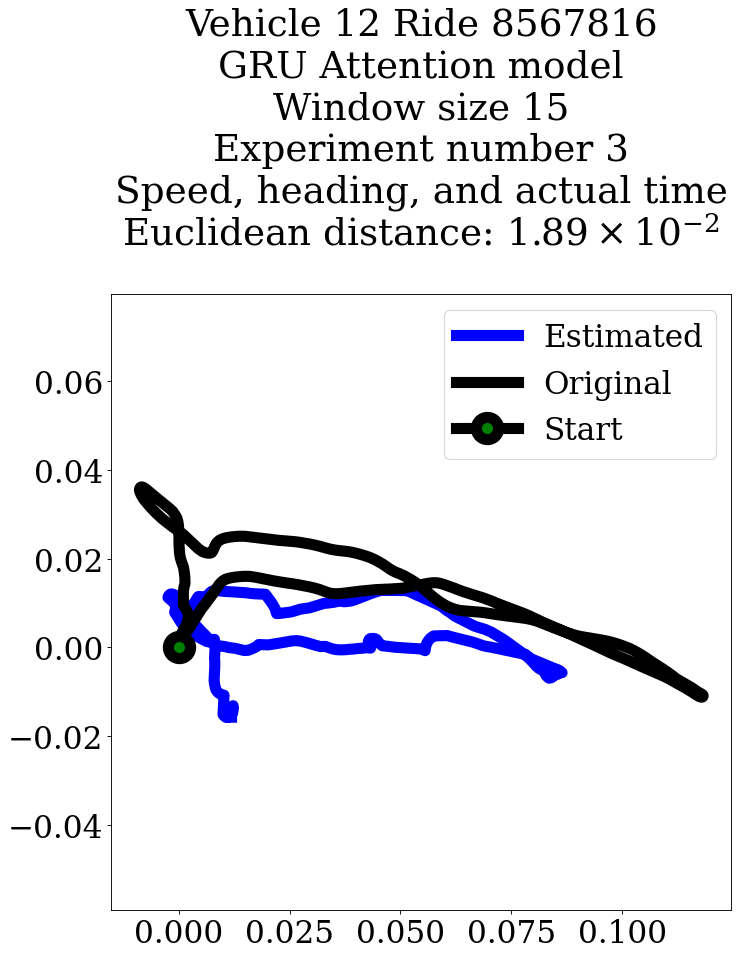 Vehicle 12 Ride 8567816
GRU Attention model
Window size 15
Experiment number 3
Speed, heading, and actual time
Euclidean distance: 1.89 × 10⁻²
Estimated
Original
Start
0.06
0.04
0.02
0.00
−0.02
−0.04
0.000 0.025 0.050 0.075 0.100